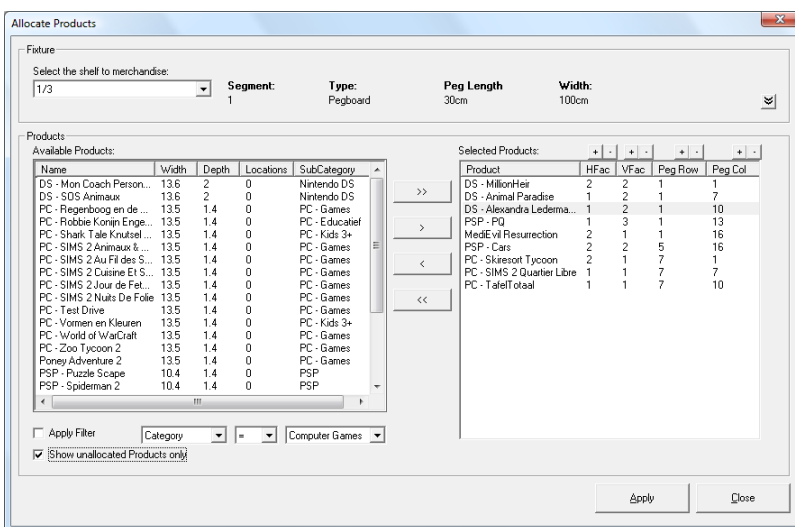 Allocate Products
Fixture
Select the shelf to merchandise:
1/3
Segment: Type: Peg Length Width:
1 Pegboard 30cm 100cm
Products
Available Products:
Name Width Depth Locations SubCategory
DS - Mon Coach Person... 13.6 2 0 Nintendo DS
DS - SOS Animaux 13.6 2 0 Nintendo DS
PC - Regenboog en de ... 13.5 1.4 0 PC - Games
PC - Robbie Konijn Enge... 13.5 1.4 0 PC - Educatief
PC - Shark Tale Knutsel ... 13.5 1.4 0 PC - Kids 3+
PC - SIMS 2 Animaux & ... 13.5 1.4 0 PC - Games
PC - SIMS 2 Au Fil des S... 13.5 1.4 0 PC - Games
PC - SIMS 2 Cuisine Et S... 13.5 1.4 0 PC - Games
PC - SIMS 2 Jour de Fet... 13.5 1.4 0 PC - Games
PC - SIMS 2 Nuits De Folie 13.5 1.4 0 PC - Games
PC - Test Drive 13.5 1.4 0 PC - Games
PC - Vormen en Kleuren 13.5 1.4 0 PC - Kids 3+
PC - World of WarCraft 13.5 1.4 0 PC - Games
PC - Zoo Tycoon 2 13.5 1.4 0 PC - Games
Poney Adventure 2 13.5 1.4 0 PC - Games
PSP - Puzzle Scape 10.4 1.4 0 PSP
PSP - Spiderman 2 10.4 1.4 0 PSP
Apply Filter Category = Computer Games
Show unallocated Products only
>>
>
<
<<
Selected Products: + - + - + - + -
Product HFac VFac Peg Row Peg Col
DS - MillionHeir 2 2 1 1
DS - Animal Paradise 1 2 1 7
DS - Alexandra Lederma... 1 2 1 10
PSP - PQ 1 3 1 13
MediEvil Resurrection 2 1 1 16
PSP - Cars 2 2 5 16
PC - Skiresort Tycoon 2 1 7 1
PC - SIMS 2 Quartier Libre 1 1 7 7
PC - TafelTotaal 1 1 7 10
Apply Close